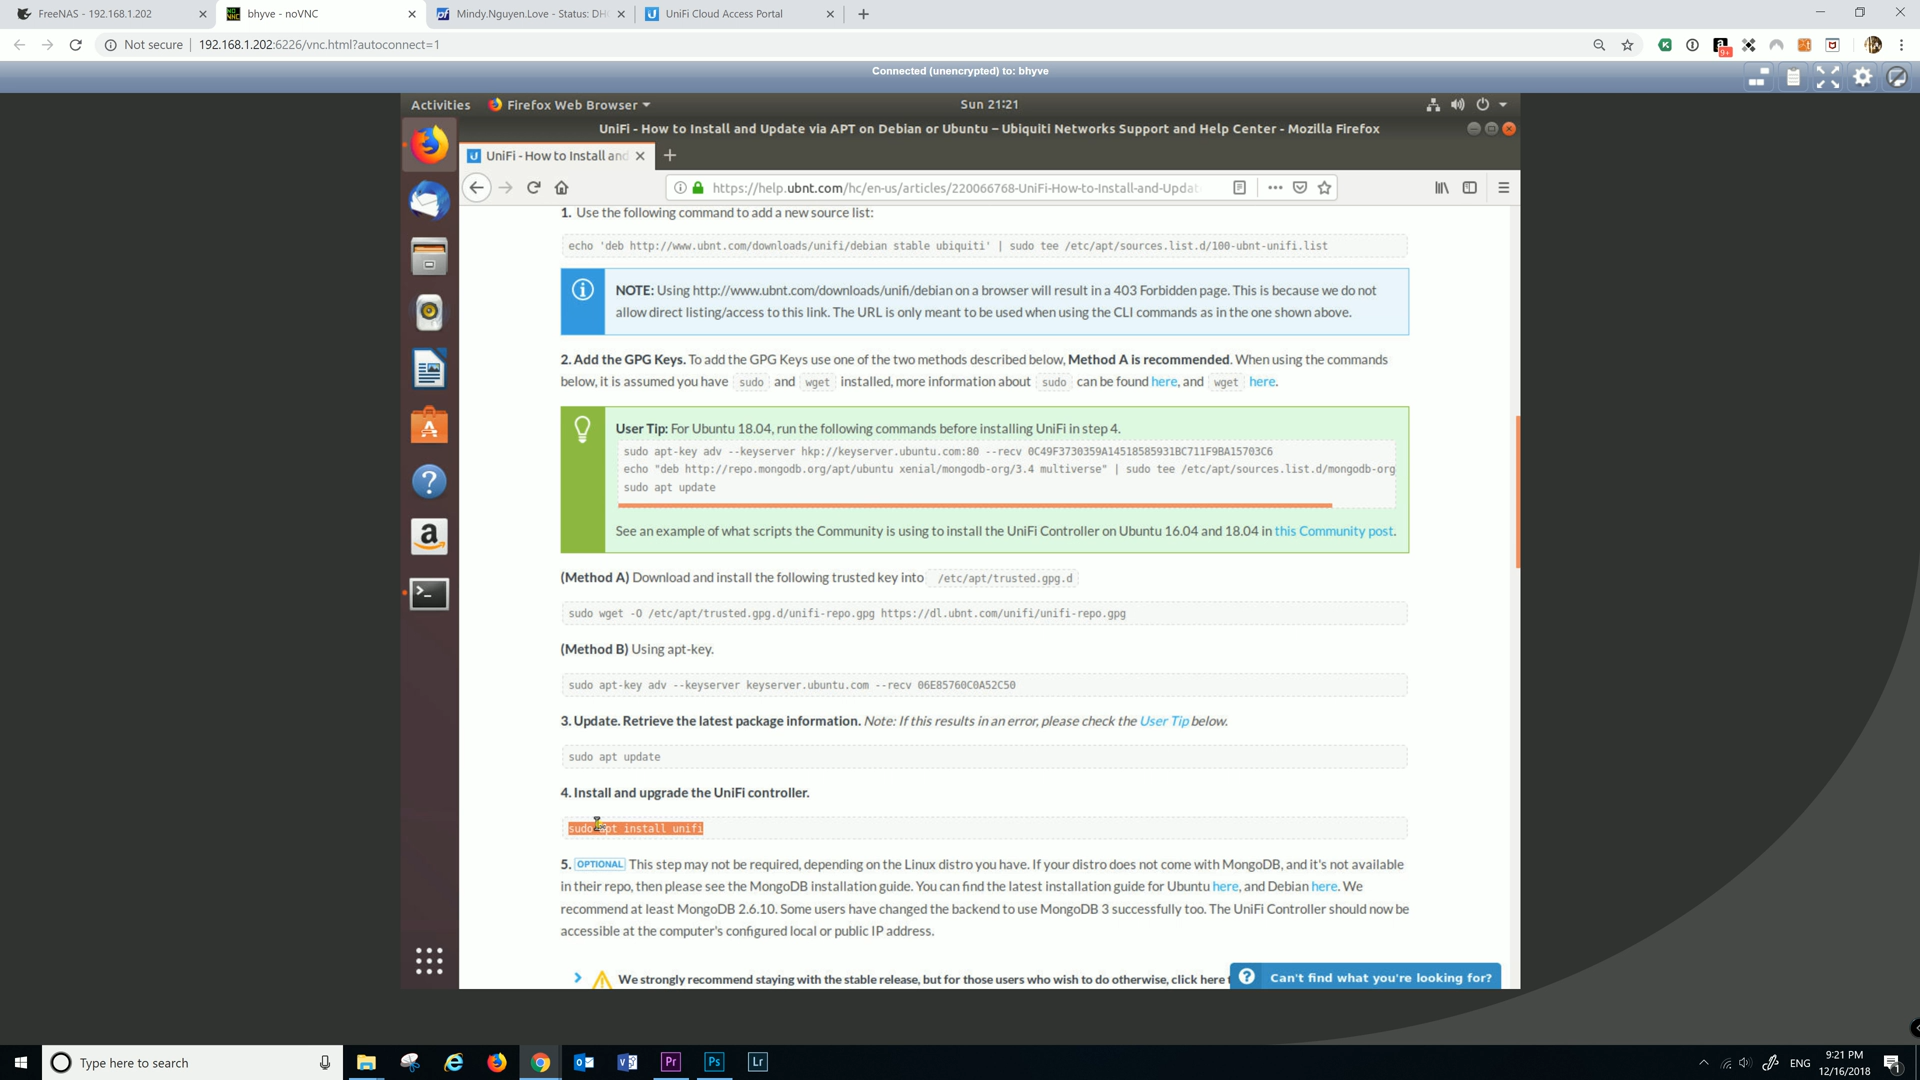 FreeNAS - 192.168.1.202
bhyve - noVNC
Mindy.Nguyen.Love - Status: DH
UniFi Cloud Access Portal
Not secure
192.168.1.202:6226/vnc.html?autoconnect=1
9+
Connected (unencrypted) to: bhyve
Activities
Firefox Web Browser
Sun 21:21
UniFi - How to Install and Update via APT on Debian or Ubuntu – Ubiquiti Networks Support and Help Center - Mozilla Firefox
UniFi - How to Install and
https://help.ubnt.com/hc/en-us/articles/220066768-UniFi-How-to-Install-and-Updat
1. Use the following command to add a new source list:
echo 'deb http://www.ubnt.com/downloads/unifi/debian stable ubiquiti' | sudo tee /etc/apt/sources.list.d/100-ubnt-unifi.list
NOTE: Using http://www.ubnt.com/downloads/unifi/debian on a browser will result in a 403 Forbidden page. This is because we do not
allow direct listing/access to this link. The URL is only meant to be used when using the CLI commands as in the one shown above.
2. Add the GPG Keys. To add the GPG Keys use one of the two methods described below, Method A is recommended. When using the commands
below, it is assumed you have sudo and wget installed, more information about sudo can be found here, and wget here.
User Tip: For Ubuntu 18.04, run the following commands before installing UniFi in step 4.
sudo apt-key adv --keyserver hkp://keyserver.ubuntu.com:80 --recv 0C49F3730359A14518585931BC711F9BA15703C6
echo "deb http://repo.mongodb.org/apt/ubuntu xenial/mongodb-org/3.4 multiverse" | sudo tee /etc/apt/sources.list.d/mongodb-org
sudo apt update
See an example of what scripts the Community is using to install the UniFi Controller on Ubuntu 16.04 and 18.04 in this Community post.
(Method A) Download and install the following trusted key into /etc/apt/trusted.gpg.d
sudo wget -O /etc/apt/trusted.gpg.d/unifi-repo.gpg https://dl.ubnt.com/unifi/unifi-repo.gpg
(Method B) Using apt-key.
sudo apt-key adv --keyserver keyserver.ubuntu.com --recv 06E85760C0A52C50
3. Update. Retrieve the latest package information. Note: If this results in an error, please check the User Tip below.
sudo apt update
4. Install and upgrade the UniFi controller.
sudo apt install unifi
5. OPTIONAL This step may not be required, depending on the Linux distro you have. If your distro does not come with MongoDB, and it's not available
in their repo, then please see the MongoDB installation guide. You can find the latest installation guide for Ubuntu here, and Debian here. We
recommend at least MongoDB 2.6.10. Some users have changed the backend to use MongoDB 3 successfully too. The UniFi Controller should now be
accessible at the computer's configured local or public IP address.
We strongly recommend staying with the stable release, but for those users who wish to do otherwise, click here
Can't find what you're looking for?
Type here to search
Pr
Ps
Lr
ENG
9:21 PM
12/16/2018
1